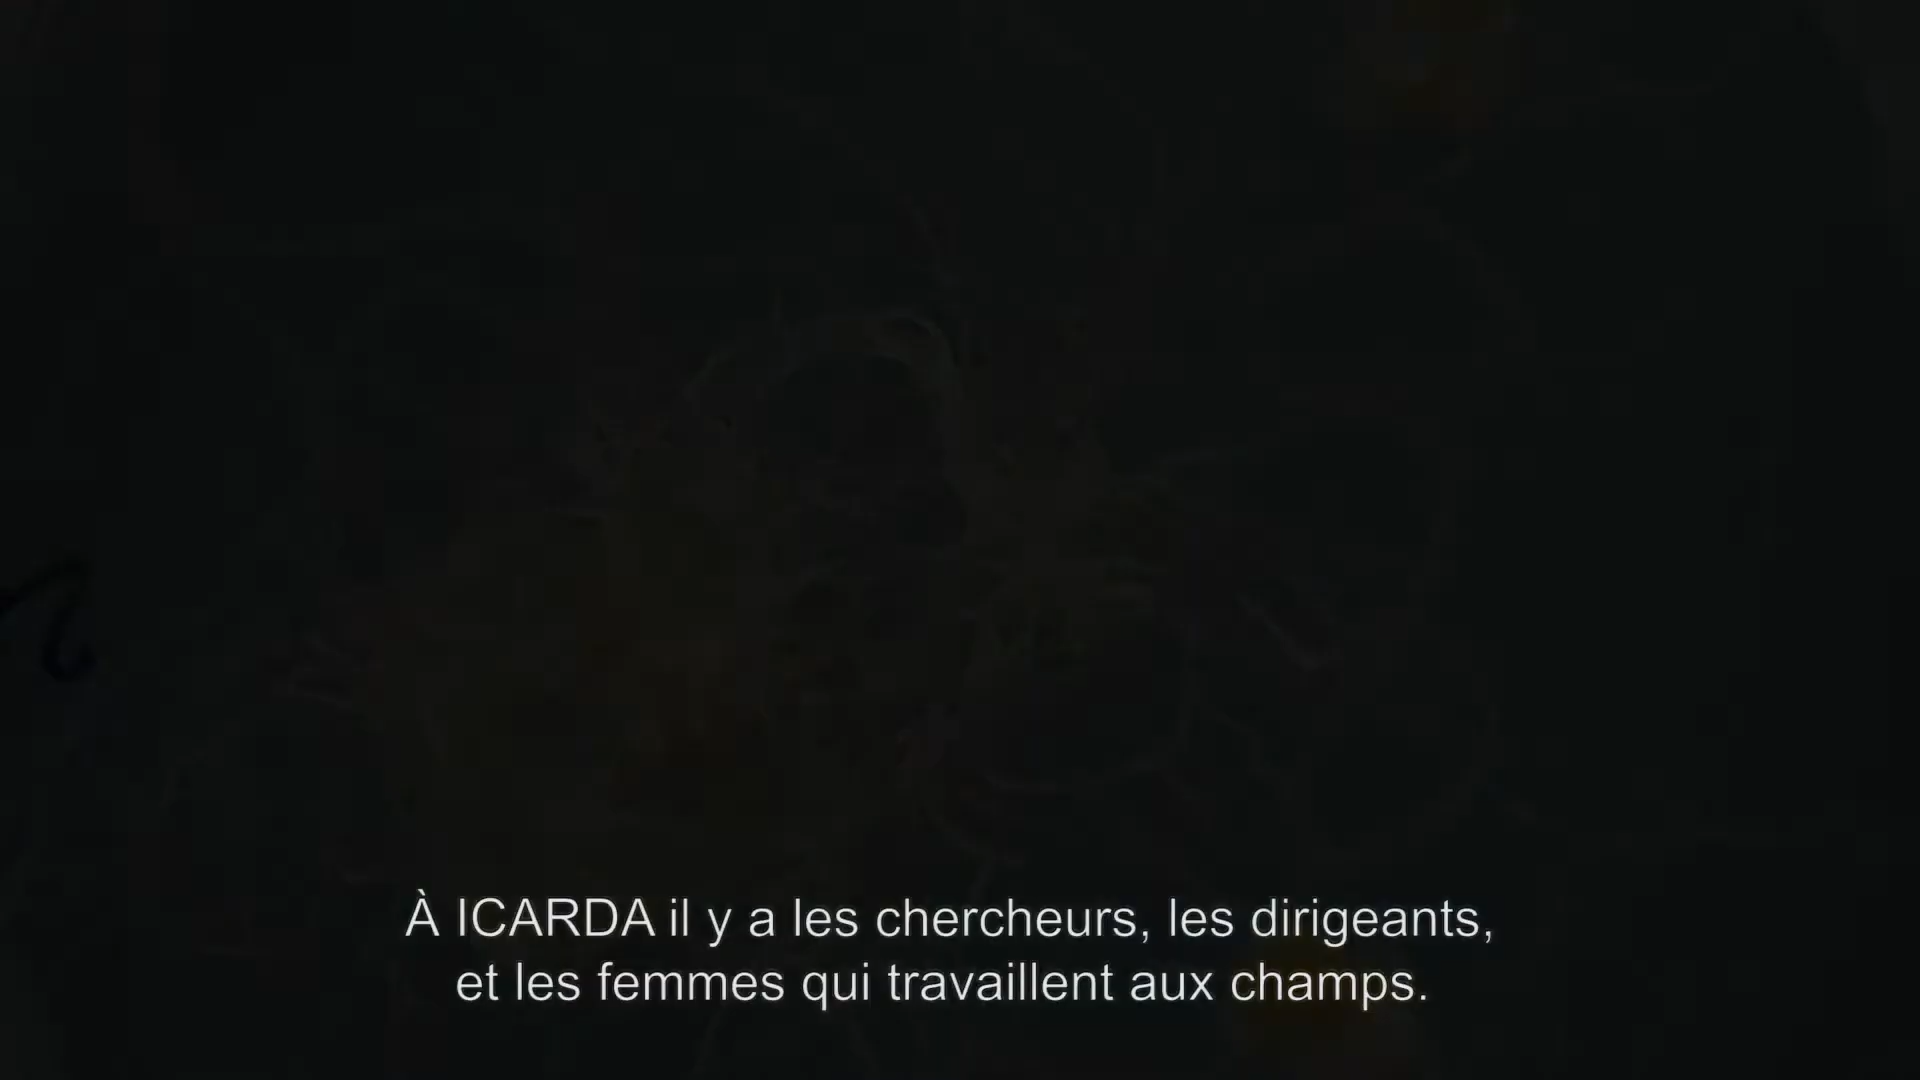 À ICARDA il y a les chercheurs, les dirigeants,
et les femmes qui travaillent aux champs.